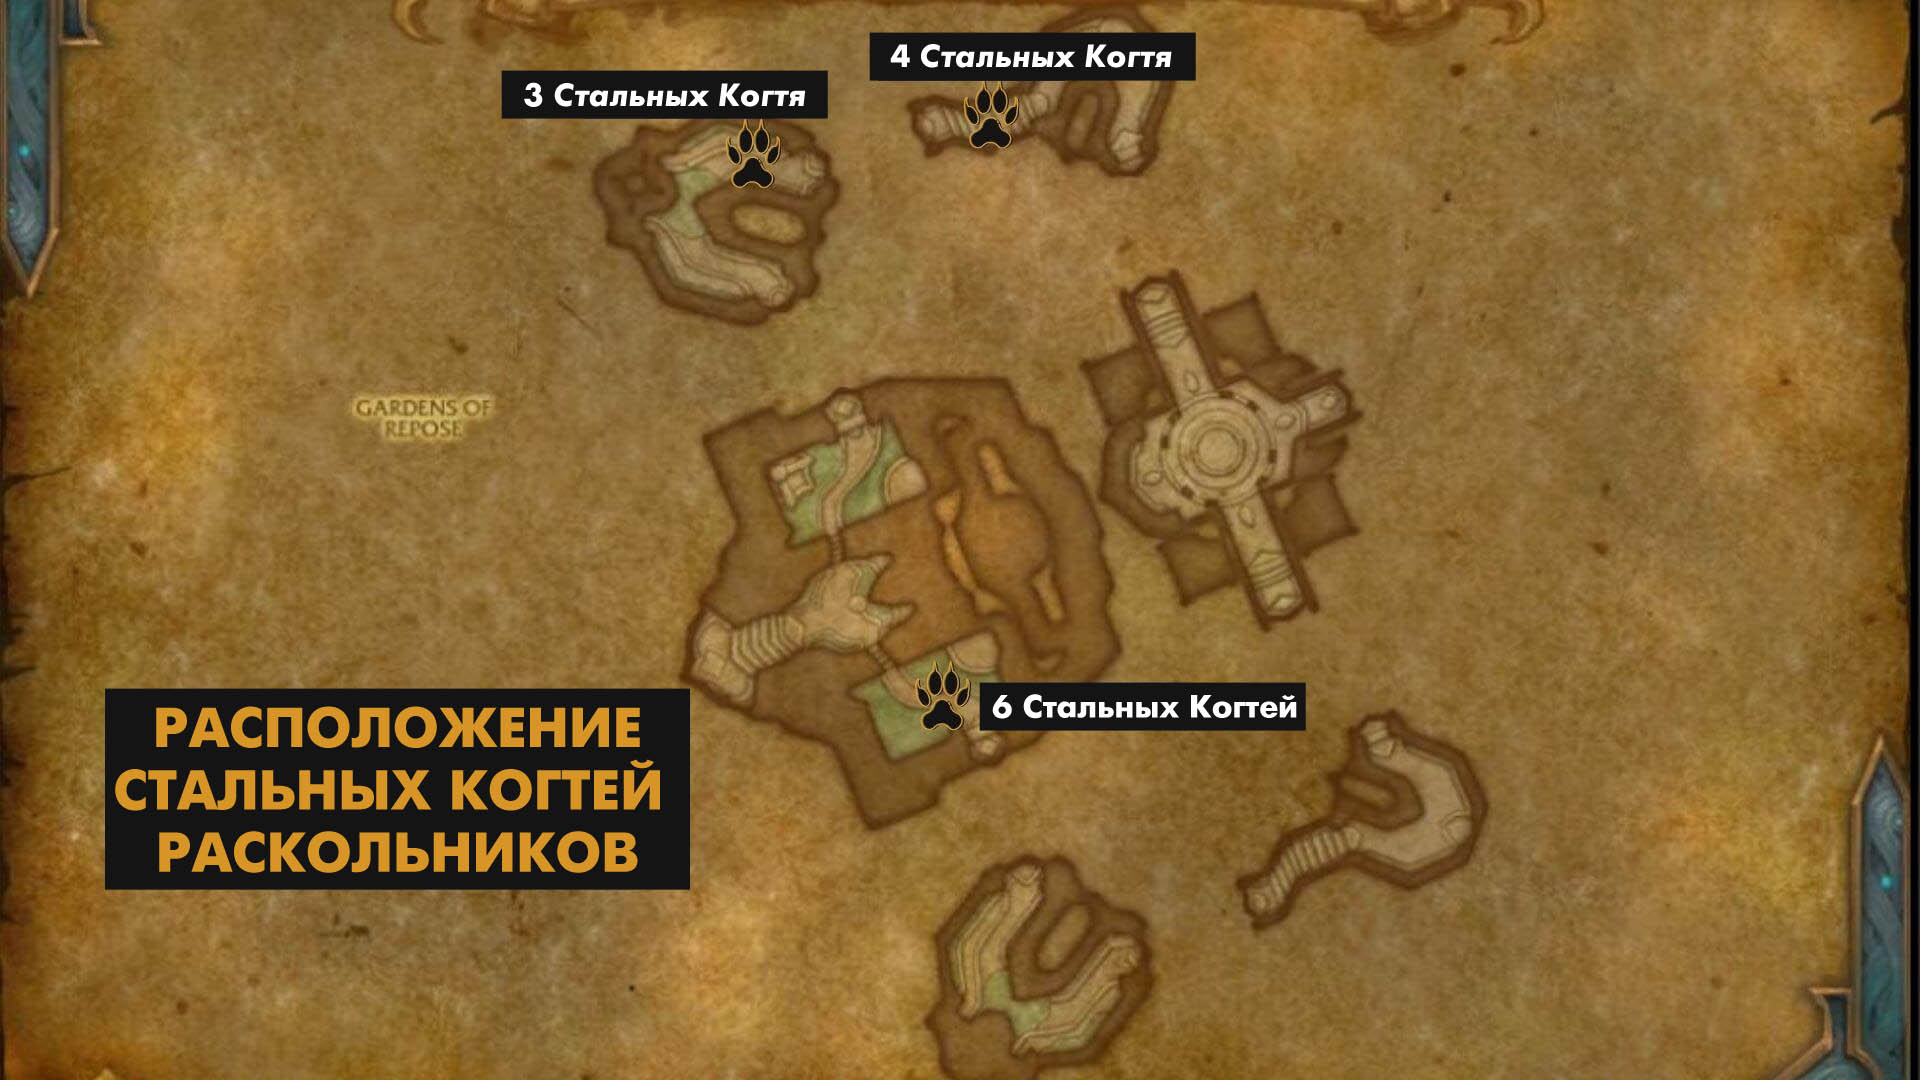 4 Стальных Когтя
3 Стальных Когтя
GARDENS OF
REPOSE
6 Стальных Когтей
РАСПОЛОЖЕНИЕ
СТАЛЬНЫХ КОГТЕЙ
РАСКОЛЬНИКОВ